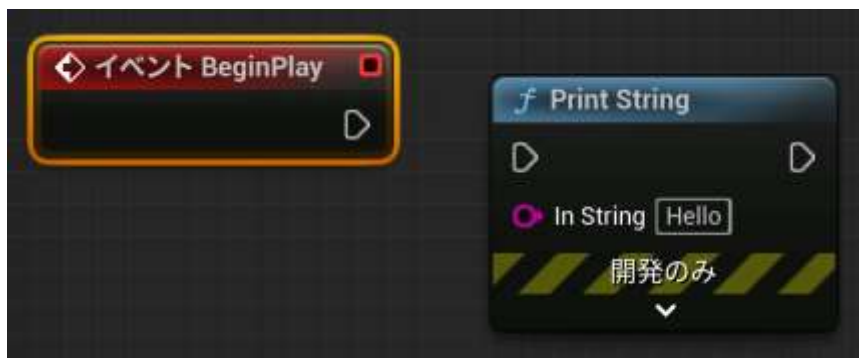 イベント BeginPlay
Print String
In String Hello
開発のみ